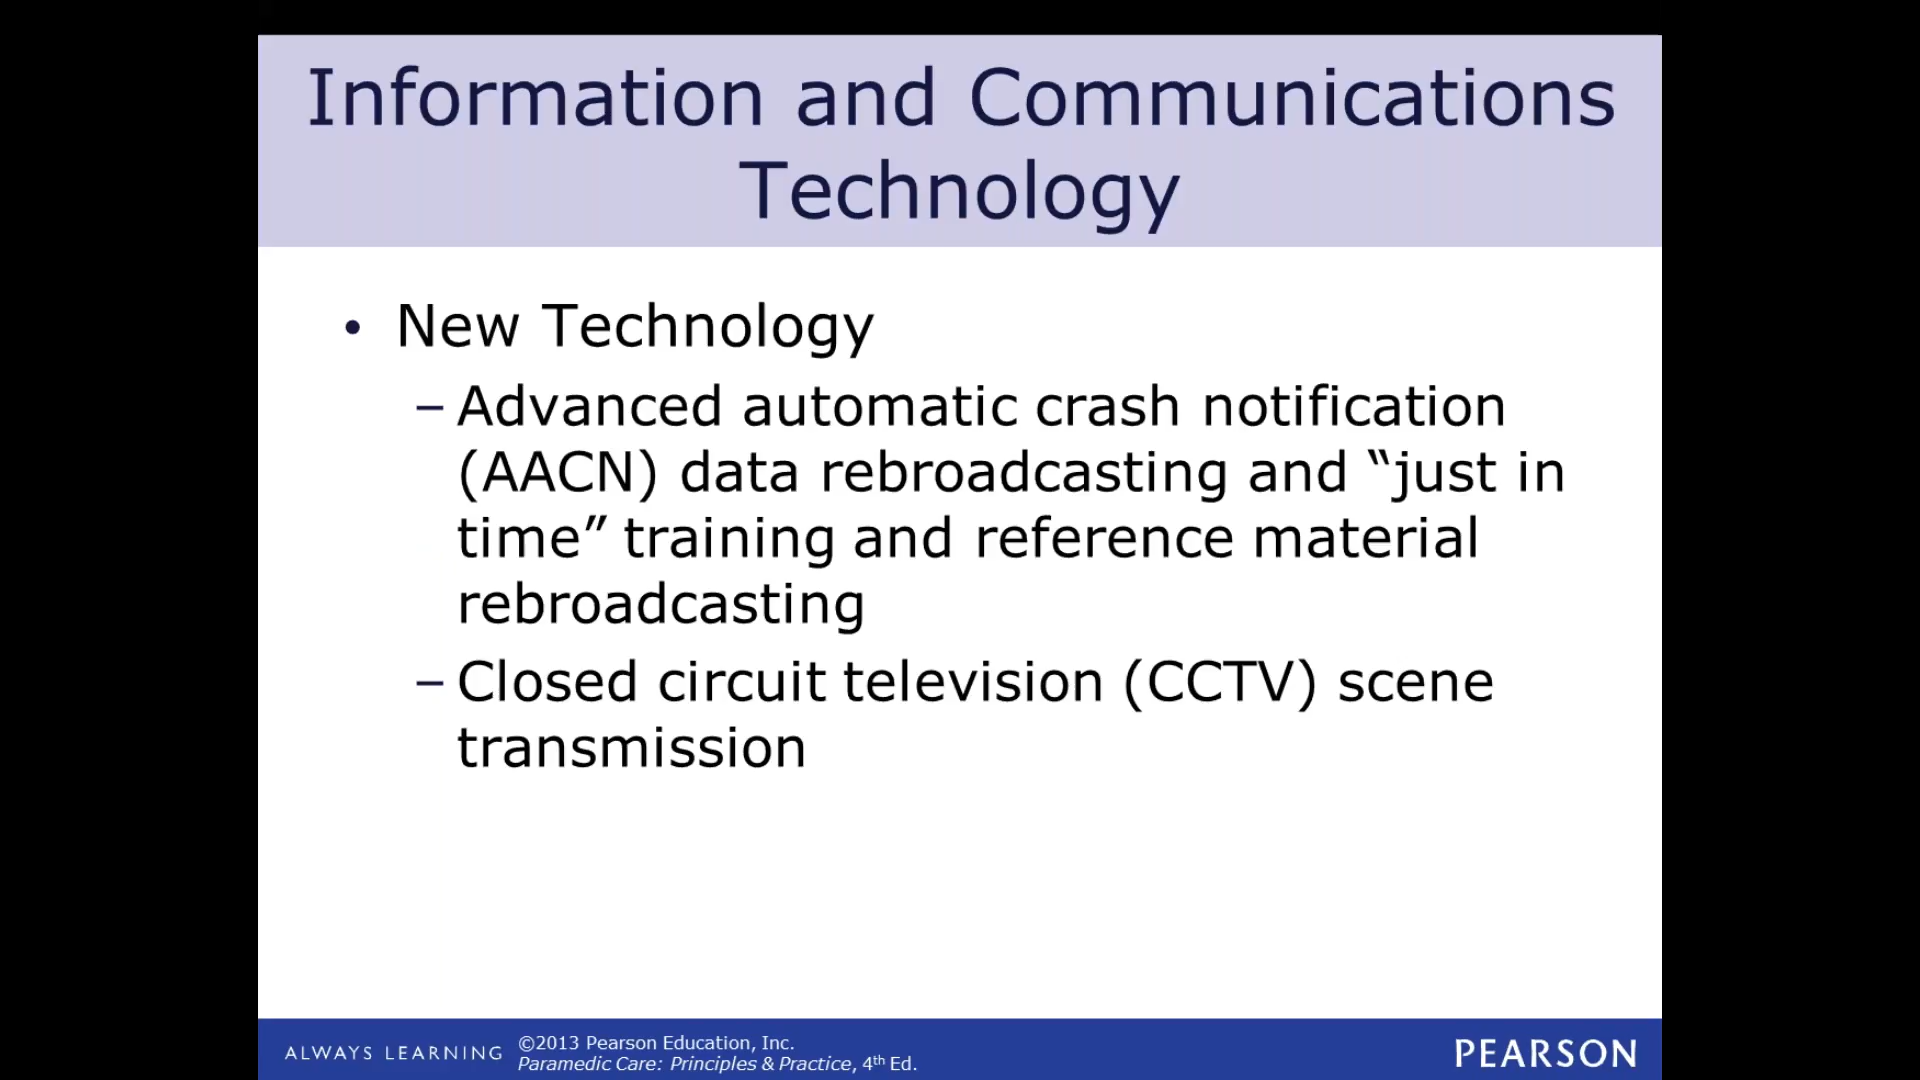 Information and Communications
Technology
• New Technology
– Advanced automatic crash notification
(AACN) data rebroadcasting and “just in
time” training and reference material
rebroadcasting
– Closed circuit television (CCTV) scene
transmission
ALWAYS LEARNING
©2013 Pearson Education, Inc.
Paramedic Care: Principles & Practice, 4th Ed.
PEARSON